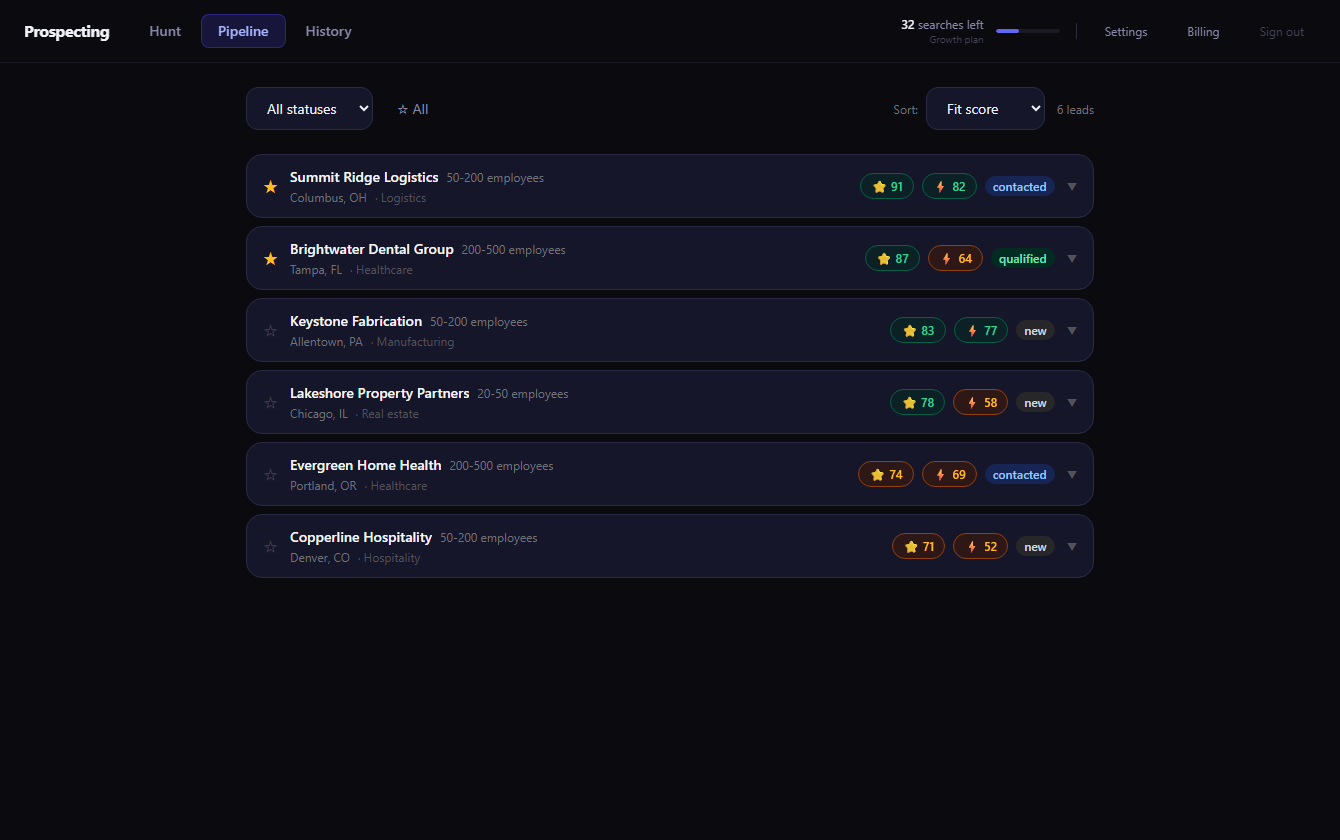 Prospecting Hunt Pipeline History 32 searches left Settings Billing Sign out
Growth plan
All statuses ☆ All Sort: Fit score 6 leads
★ Summit Ridge Logistics 50-200 employees ⭐ 91 ⚡ 82 contacted ▼
Columbus, OH · Logistics
★ Brightwater Dental Group 200-500 employees ⭐ 87 ⚡ 64 qualified ▼
Tampa, FL · Healthcare
☆ Keystone Fabrication 50-200 employees ⭐ 83 ⚡ 77 new ▼
Allentown, PA · Manufacturing
☆ Lakeshore Property Partners 20-50 employees ⭐ 78 ⚡ 58 new ▼
Chicago, IL · Real estate
☆ Evergreen Home Health 200-500 employees ⭐ 74 ⚡ 69 contacted ▼
Portland, OR · Healthcare
☆ Copperline Hospitality 50-200 employees ⭐ 71 ⚡ 52 new ▼
Denver, CO · Hospitality